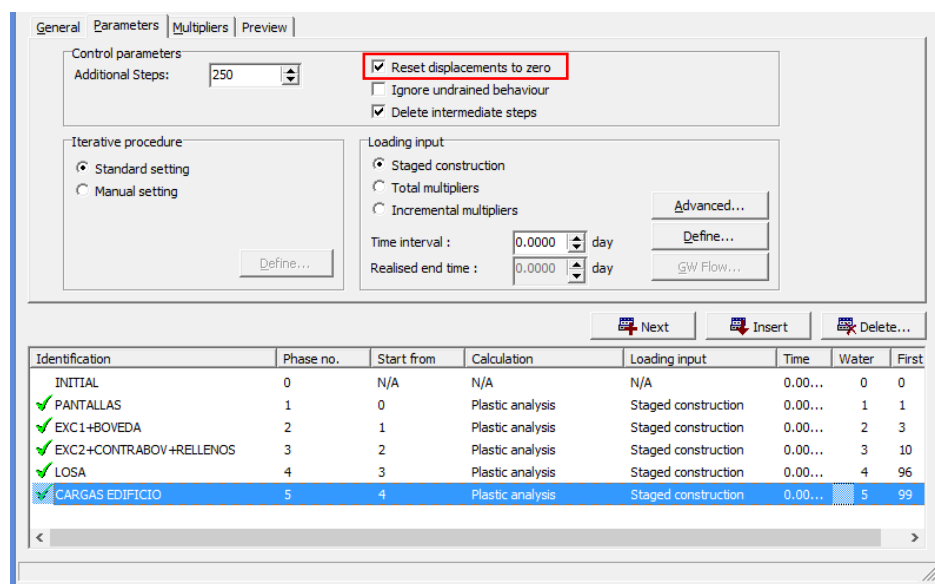 General Parameters Multipliers Preview
Control parameters
Additional Steps: 250
Reset displacements to zero
Ignore undrained behaviour
Delete intermediate steps
Iterative procedure
Standard setting
Manual setting
Define...
Loading input
Staged construction
Total multipliers
Incremental multipliers
Advanced...
Time interval : 0.0000 day
Define...
Realised end time : 0.0000 day
GW Flow...
Next Insert Delete...
Identification Phase no. Start from Calculation Loading input Time Water First
INITIAL 0 N/A N/A N/A 0.00... 0 0
PANTALLAS 1 0 Plastic analysis Staged construction 0.00... 1 1
EXC1+BOVEDA 2 1 Plastic analysis Staged construction 0.00... 2 3
EXC2+CONTRABOV+RELLENOS 3 2 Plastic analysis Staged construction 0.00... 3 10
LOSA 4 3 Plastic analysis Staged construction 0.00... 4 96
CARGAS EDIFICIO 5 4 Plastic analysis Staged construction 0.00... 5 99